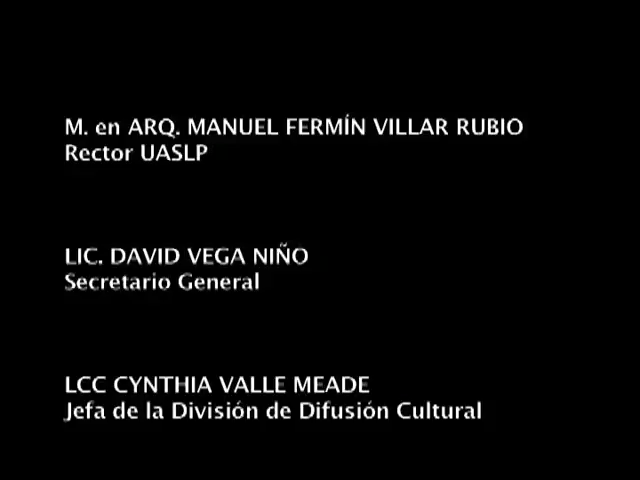 M. en ARQ. MANUEL FERMÍN VILLAR RUBIO
Rector UASLP
LIC. DAVID VEGA NIÑO
Secretario General
LCC CYNTHIA VALLE MEADE
Jefa de la División de Difusión Cultural